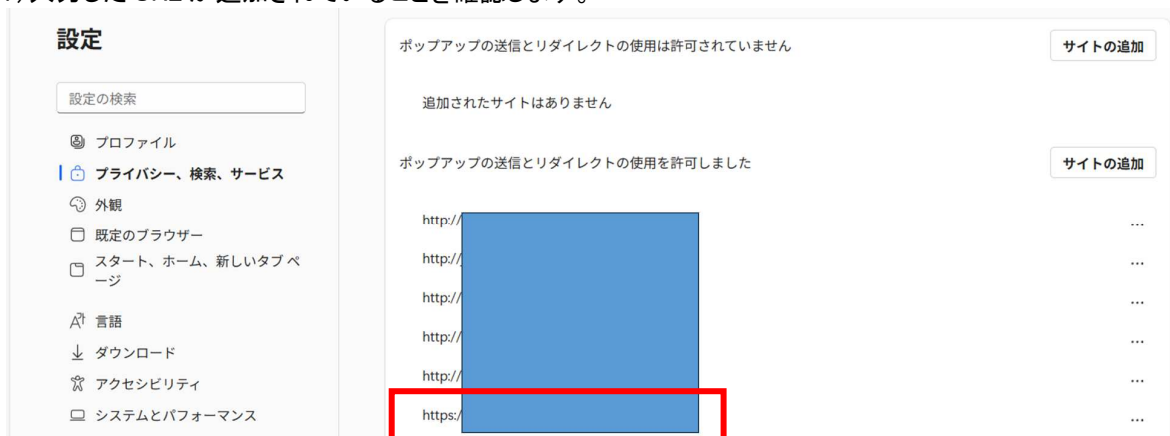 設定
設定の検索
プロファイル
プライバシー、検索、サービス
外観
既定のブラウザー
スタート、ホーム、新しいタブ ペ
ージ
言語
ダウンロード
アクセシビリティ
システムとパフォーマンス
ポップアップの送信とリダイレクトの使用は許可されていません
サイトの追加
追加されたサイトはありません
ポップアップの送信とリダイレクトの使用を許可しました
サイトの追加
http://
...
http://
...
http://
...
http://
...
http://
...
https:/
...